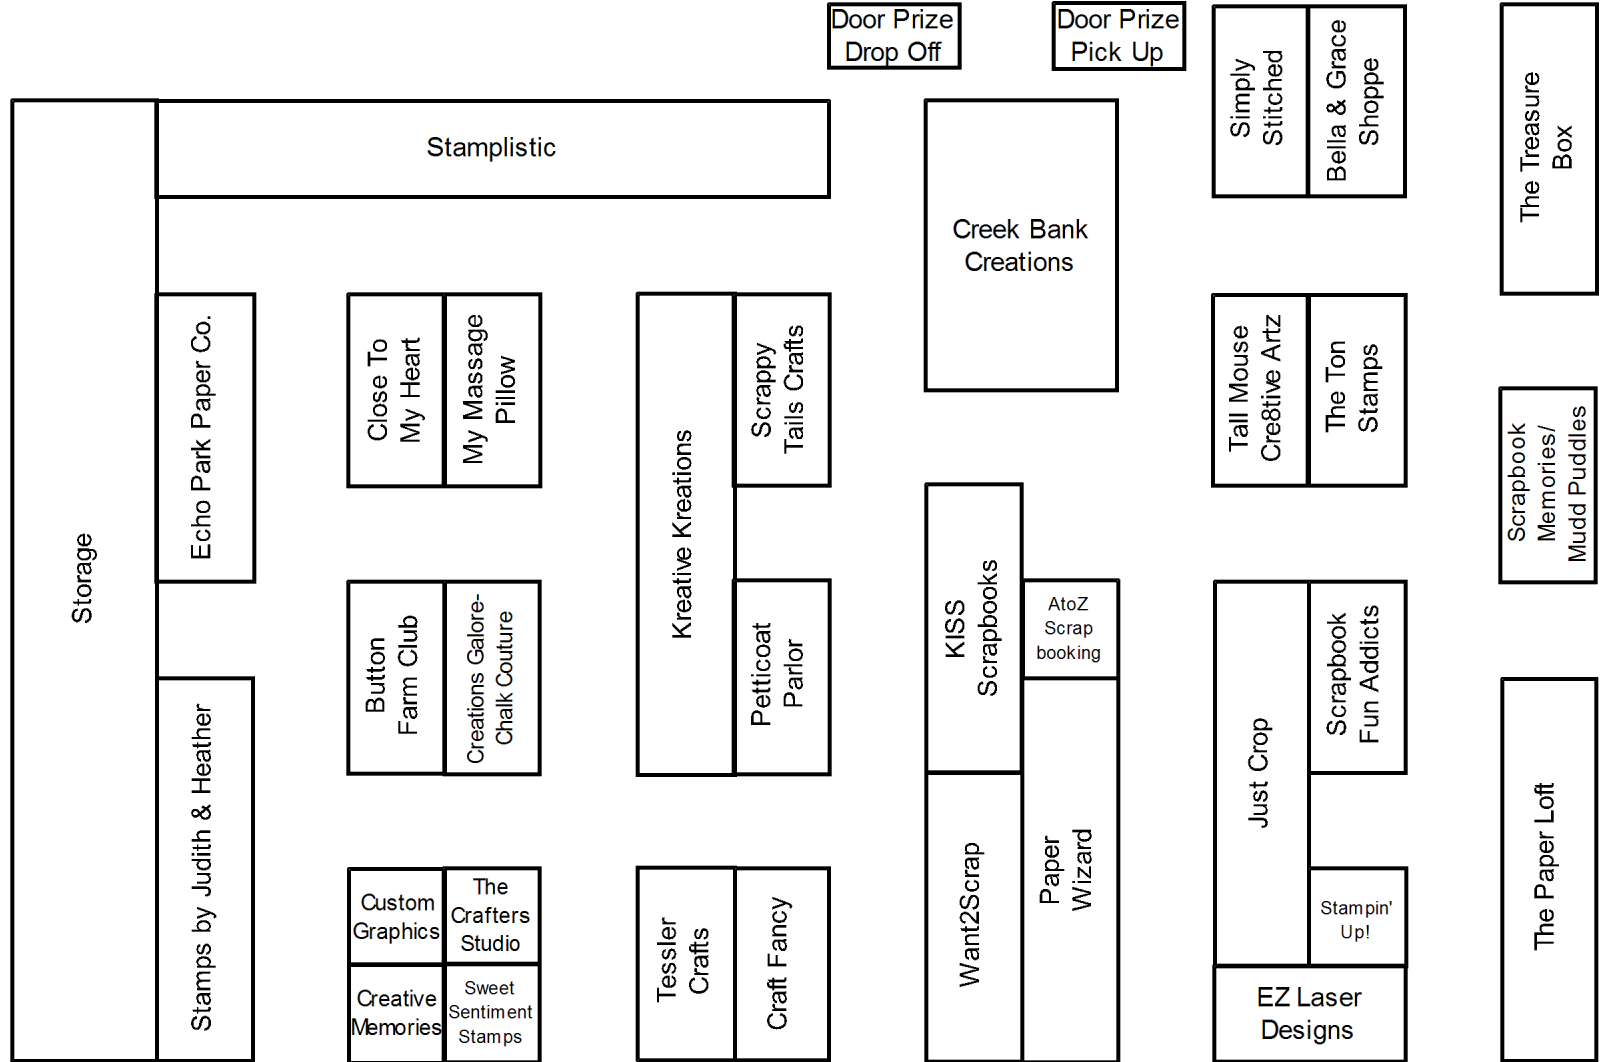 Door Prize
Drop Off
Door Prize
Pick Up
Simply
Stitched
Bella & Grace
Shoppe
The Treasure
Box
Stamplistic
Creek Bank
Creations
Storage
Echo Park Paper Co.
Close To
My Heart
My Massage
Pillow
Kreative Kreations
Scrappy
Tails Crafts
Tall Mouse
Cre8tive Artz
The Ton
Stamps
Scrapbook
Memories/
Mudd Puddles
KISS
Scrapbooks
AtoZ
Scrap
booking
Button
Farm Club
Creations Galore-
Chalk Couture
Petticoat
Parlor
Just Crop
Scrapbook
Fun Addicts
Stamps by Judith & Heather
The Paper Loft
Want2Scrap
Paper
Wizard
Custom
Graphics
The
Crafters
Studio
Tessler
Crafts
Craft Fancy
Stampin'
Up!
Creative
Memories
Sweet
Sentiment
Stamps
EZ Laser
Designs